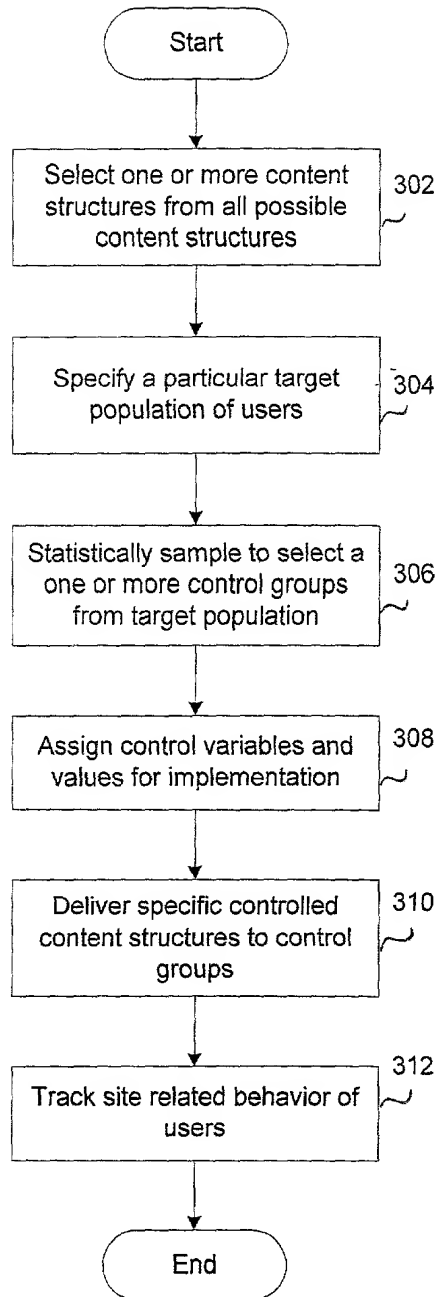 Start
Select one or more content
structures from all possible
content structures
302
Specify a particular target
population of users
304
Statistically sample to select a
one or more control groups
from target population
306
Assign control variables and
values for implementation
308
Deliver specific controlled
content structures to control
groups
310
Track site related behavior of
users
312
End